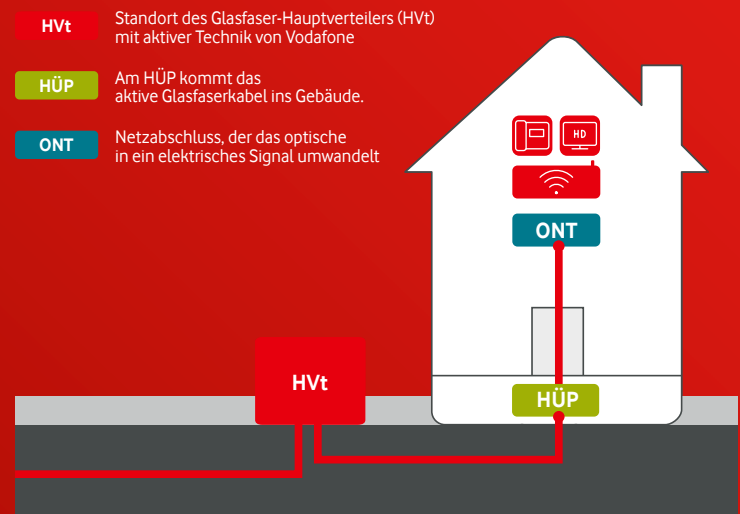 HVt
Standort des Glasfaser-Hauptverteilers (HVt)
mit aktiver Technik von Vodafone
HÜP
Am HÜP kommt das
aktive Glasfaserkabel ins Gebäude.
ONT
Netzabschluss, der das optische
in ein elektrisches Signal umwandelt
HD
ONT
HVt
HÜP